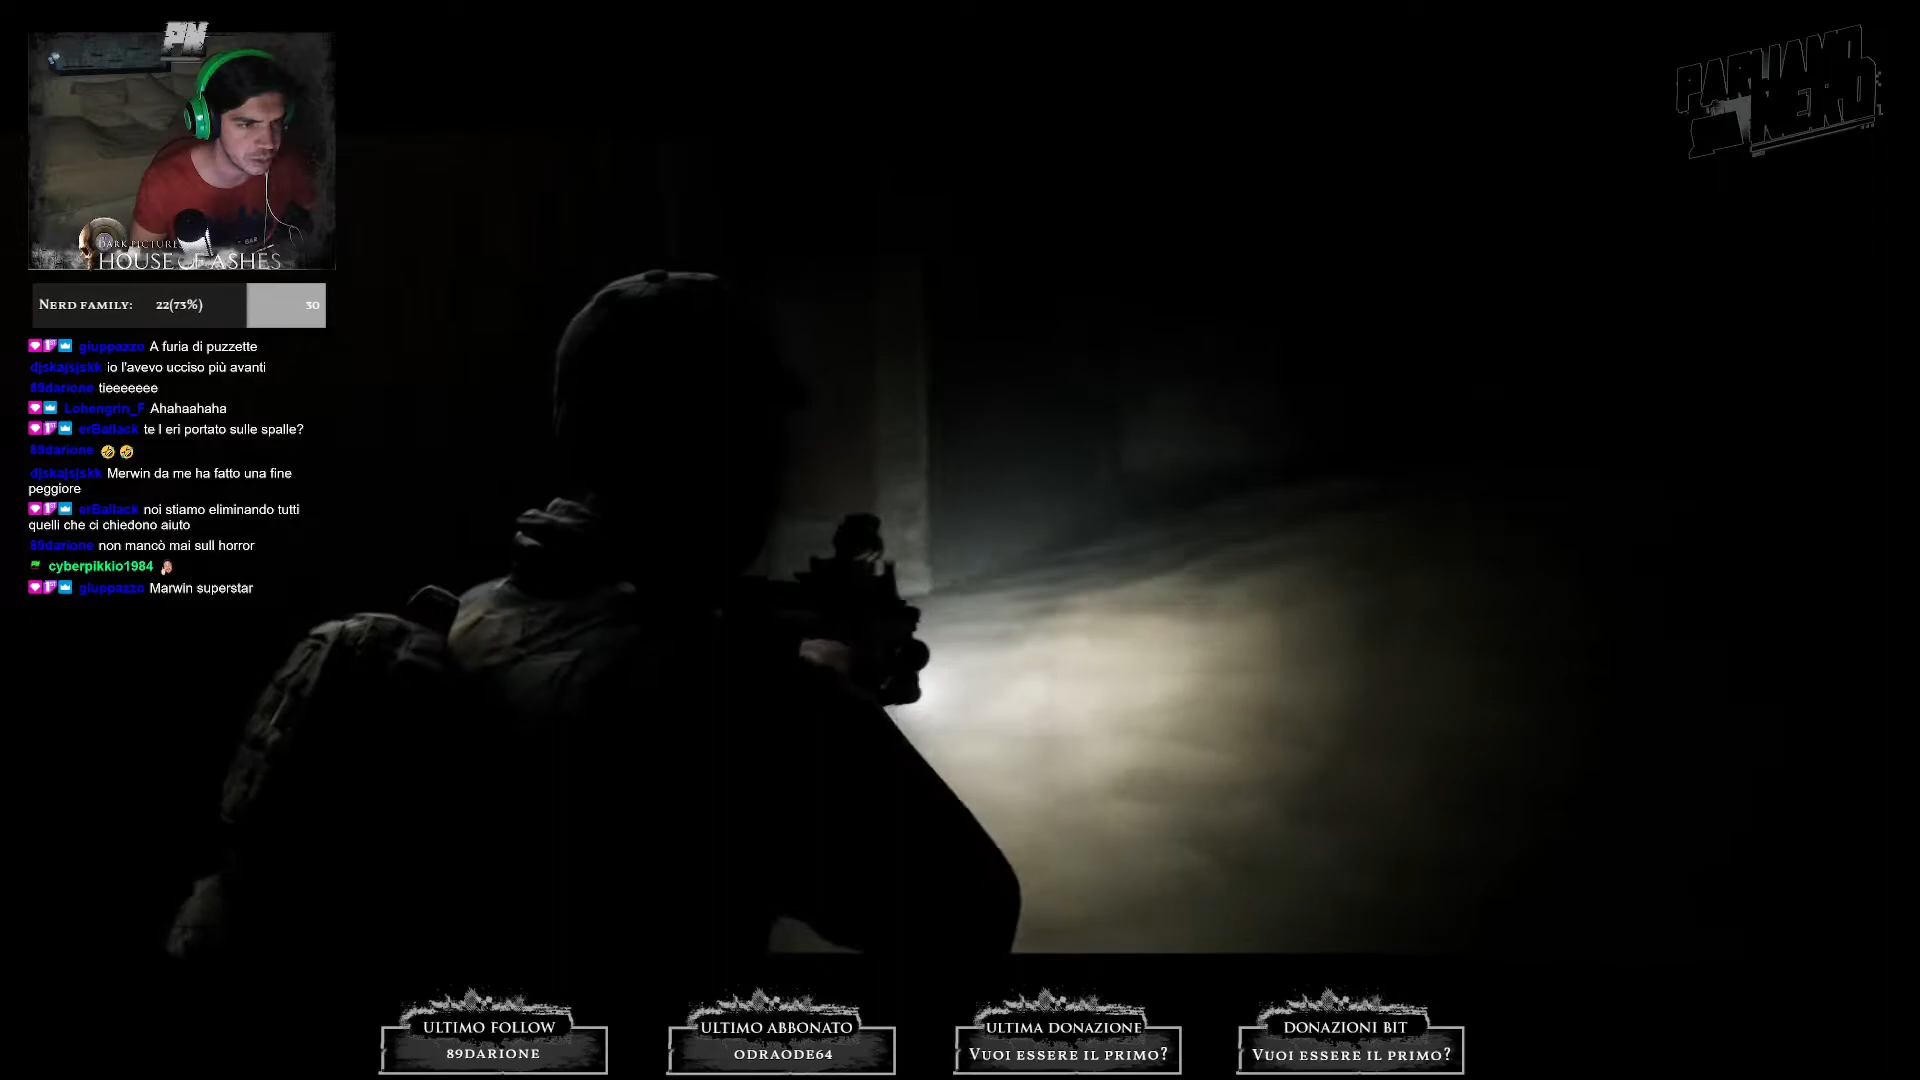 PN
PARLIAMO
NERD
DARK PICTURES
HOUSE OF ASHES
BAR
NERD FAMILY: 22(73%) 30
giuppazzo A furia di puzzette
djskajsjskk io l'avevo ucciso più avanti
89darione tieeeeeee
Lohengrin_F Ahahaahaha
erBallack te l eri portato sulle spalle?
89darione 🤣 🤣
djskajsjskk Merwin da me ha fatto una fine
peggiore
erBallack noi stiamo eliminando tutti
quelli che ci chiedono aiuto
89darione non mancò mai sull horror
cyberpikkio1984
giuppazzo Marwin superstar
ULTIMO FOLLOW
89DARIONE
ULTIMO ABBONATO
ODRAODE64
ULTIMA DONAZIONE
VUOI ESSERE IL PRIMO?
DONAZIONI BIT
VUOI ESSERE IL PRIMO?